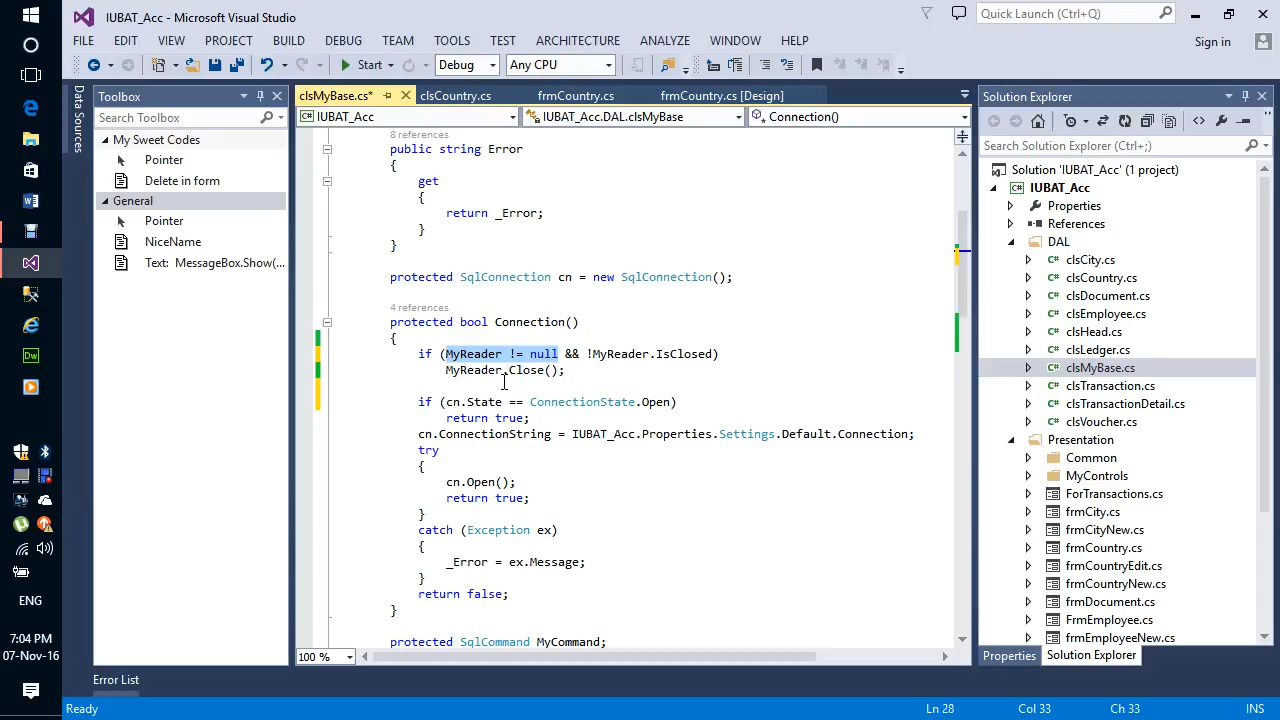 IUBAT_Acc - Microsoft Visual Studio
Quick Launch (Ctrl+Q)
FILE EDIT VIEW PROJECT BUILD DEBUG TEAM TOOLS TEST ARCHITECTURE ANALYZE WINDOW HELP
Sign in
Start Debug Any CPU
Data Sources
Toolbox
Search Toolbox
My Sweet Codes
Pointer
Delete in form
General
Pointer
NiceName
Text: MessageBox.Show(...
clsMyBase.cs* clsCountry.cs frmCountry.cs frmCountry.cs [Design]
IUBAT_Acc IUBAT_Acc.DAL.clsMyBase Connection()
8 references
public string Error
{
get
{
return _Error;
}
}
protected SqlConnection cn = new SqlConnection();
4 references
protected bool Connection()
{
if (MyReader != null && !MyReader.IsClosed)
MyReader.Close();
if (cn.State == ConnectionState.Open)
return true;
cn.ConnectionString = IUBAT_Acc.Properties.Settings.Default.Connection;
try
{
cn.Open();
return true;
}
catch (Exception ex)
{
_Error = ex.Message;
}
return false;
}
protected SqlCommand MyCommand;
100 %
Solution Explorer
Search Solution Explorer (Ctrl+;)
Solution 'IUBAT_Acc' (1 project)
IUBAT_Acc
Properties
References
DAL
clsCity.cs
clsCountry.cs
clsDocument.cs
clsEmployee.cs
clsHead.cs
clsLedger.cs
clsMyBase.cs
clsTransaction.cs
clsTransactionDetail.cs
clsVoucher.cs
Presentation
Common
MyControls
ForTransactions.cs
frmCity.cs
frmCityNew.cs
frmCountry.cs
frmCountryEdit.cs
frmCountryNew.cs
frmDocument.cs
FrmEmployee.cs
frmEmployeeNew.cs
Properties Solution Explorer
Error List
Ready Ln 28 Col 33 Ch 33 INS
Dw
ENG
7:04 PM
07-Nov-16